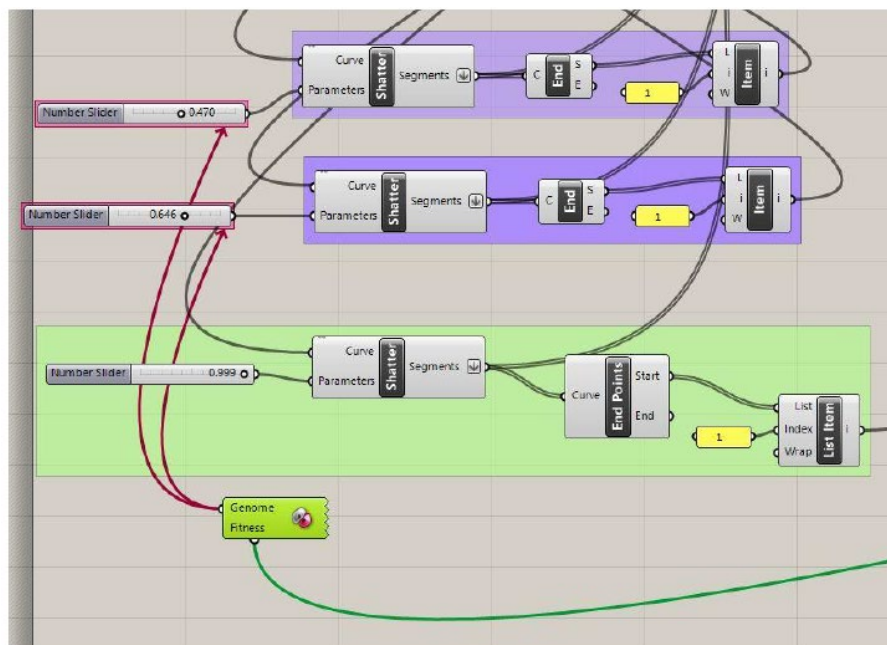 Curve
Parameters
Shatter
Segments
C
End
S
E
1
L
i
W
Item
i
Number Slider
0.470
Curve
Parameters
Shatter
Segments
C
End
S
E
1
L
i
W
Item
i
Number Slider
0.646
Curve
Parameters
Shatter
Segments
Number Slider
0.999
Curve
End Points
Start
End
1
List
Index
Wrap
List Item
i
Genome
Fitness